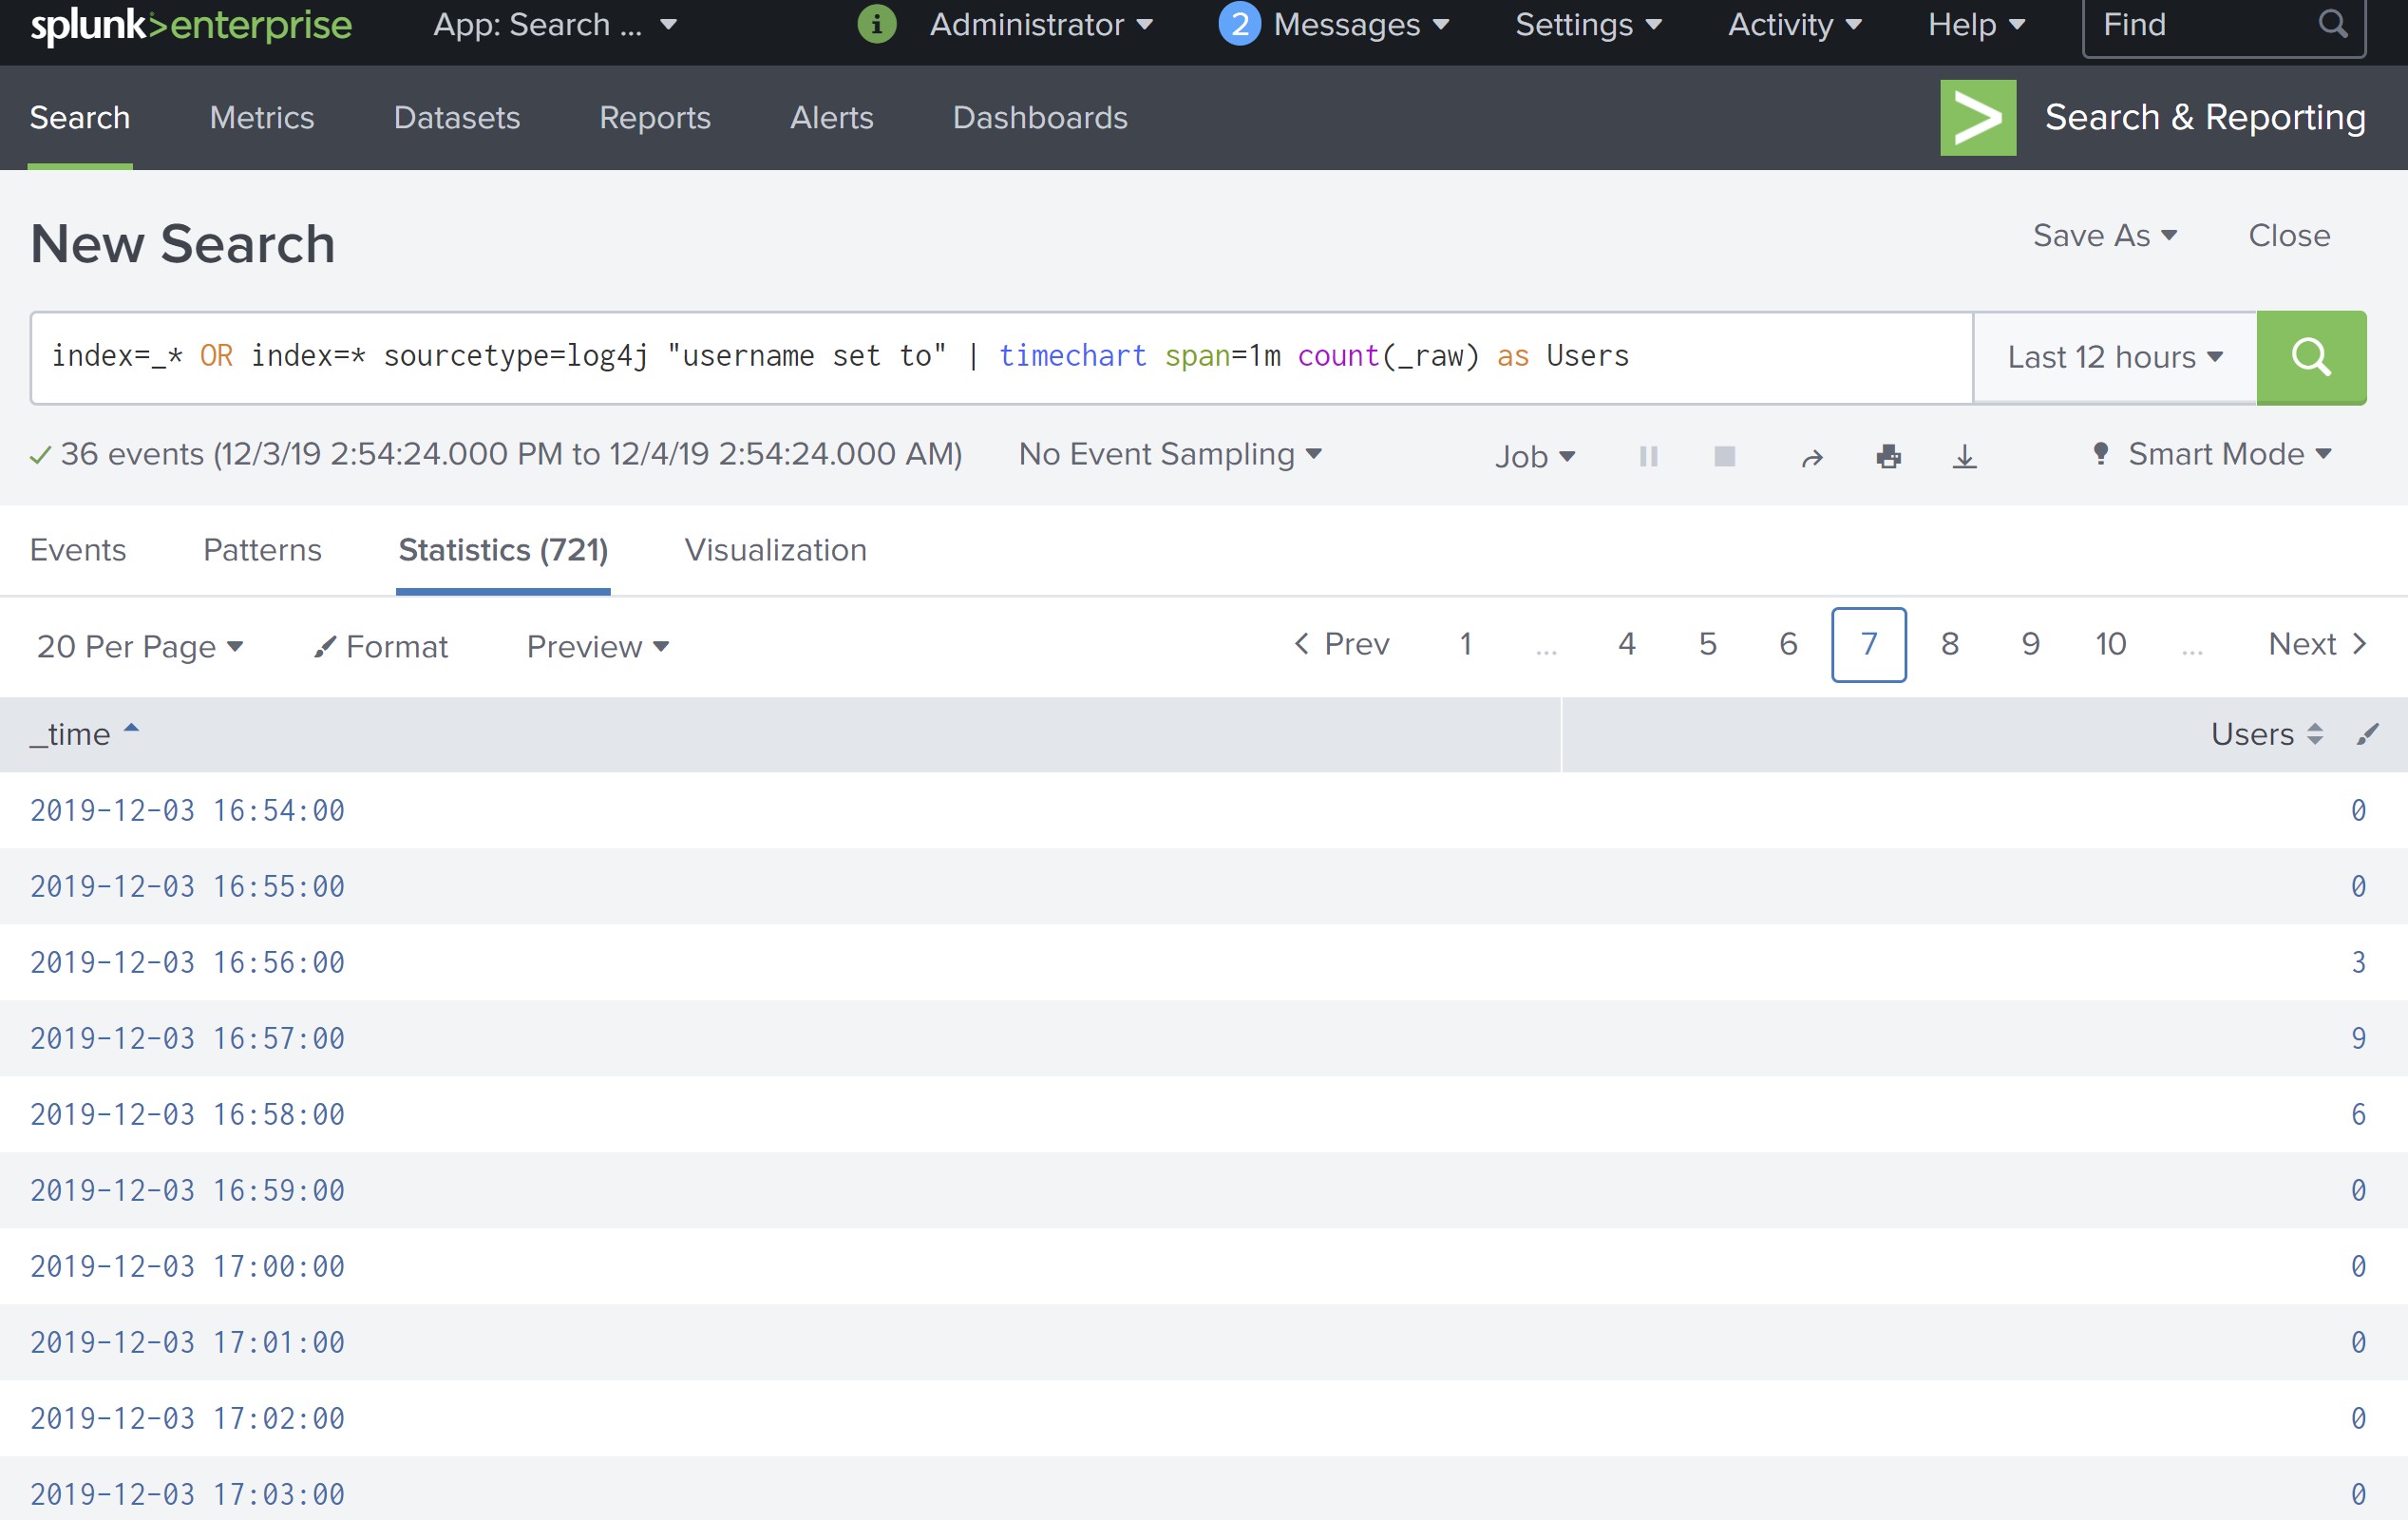 splunk>enterprise App: Search ... i Administrator 2 Messages Settings Activity Help Find
Search Metrics Datasets Reports Alerts Dashboards > Search & Reporting
New Search Save As Close
index=_* OR index=* sourcetype=log4j "username set to" | timechart span=1m count(_raw) as Users Last 12 hours
36 events (12/3/19 2:54:24.000 PM to 12/4/19 2:54:24.000 AM) No Event Sampling Job Smart Mode
Events Patterns Statistics (721) Visualization
20 Per Page Format Preview < Prev 1 ... 4 5 6 7 8 9 10 ... Next >
_time Users
2019-12-03 16:54:00 0
2019-12-03 16:55:00 0
2019-12-03 16:56:00 3
2019-12-03 16:57:00 9
2019-12-03 16:58:00 6
2019-12-03 16:59:00 0
2019-12-03 17:00:00 0
2019-12-03 17:01:00 0
2019-12-03 17:02:00 0
2019-12-03 17:03:00 0